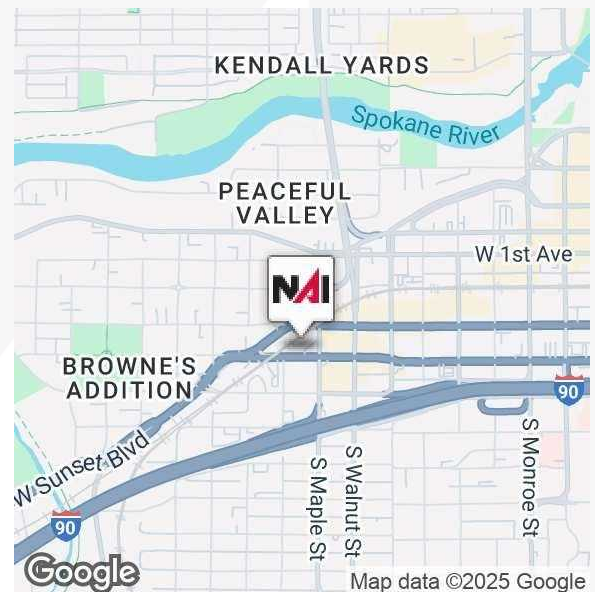 KENDALL YARDS
Spokane River
PEACEFUL
VALLEY
W 1st Ave
NAI
BROWNE'S
ADDITION
90
W Sunset Blvd
S Maple St
S Walnut St
S Monroe St
90
Google
Map data ©2025 Google